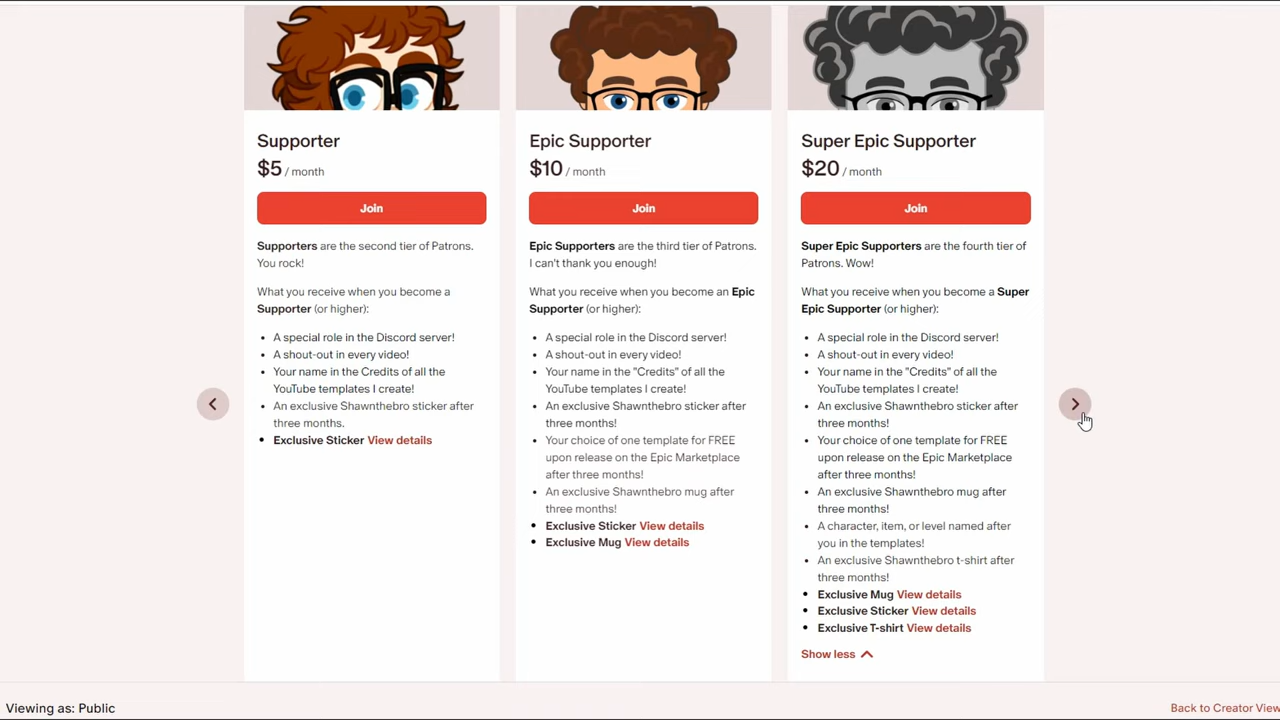 Supporter
$5 / month
Join
Supporters are the second tier of Patrons.
You rock!
What you receive when you become a
Supporter (or higher):
• A special role in the Discord server!
• A shout-out in every video!
• Your name in the Credits of all the
YouTube templates I create!
• An exclusive Shawnthebro sticker after
three months.
• Exclusive Sticker View details
Epic Supporter
$10 / month
Join
Epic Supporters are the third tier of Patrons.
I can't thank you enough!
What you receive when you become an Epic
Supporter (or higher):
• A special role in the Discord server!
• A shout-out in every video!
• Your name in the "Credits" of all the
YouTube templates I create!
• An exclusive Shawnthebro sticker after
three months!
• Your choice of one template for FREE
upon release on the Epic Marketplace
after three months!
• An exclusive Shawnthebro mug after
three months!
• Exclusive Sticker View details
• Exclusive Mug View details
Super Epic Supporter
$20 / month
Join
Super Epic Supporters are the fourth tier of
Patrons. Wow!
What you receive when you become a Super
Epic Supporter (or higher):
• A special role in the Discord server!
• A shout-out in every video!
• Your name in the "Credits" of all the
YouTube templates I create!
• An exclusive Shawnthebro sticker after
three months!
• Your choice of one template for FREE
upon release on the Epic Marketplace
after three months!
• An exclusive Shawnthebro mug after
three months!
• A character, item, or level named after
you in the templates!
• An exclusive Shawnthebro t-shirt after
three months!
• Exclusive Mug View details
• Exclusive Sticker View details
• Exclusive T-shirt View details
Show less
Viewing as: Public
Back to Creator View